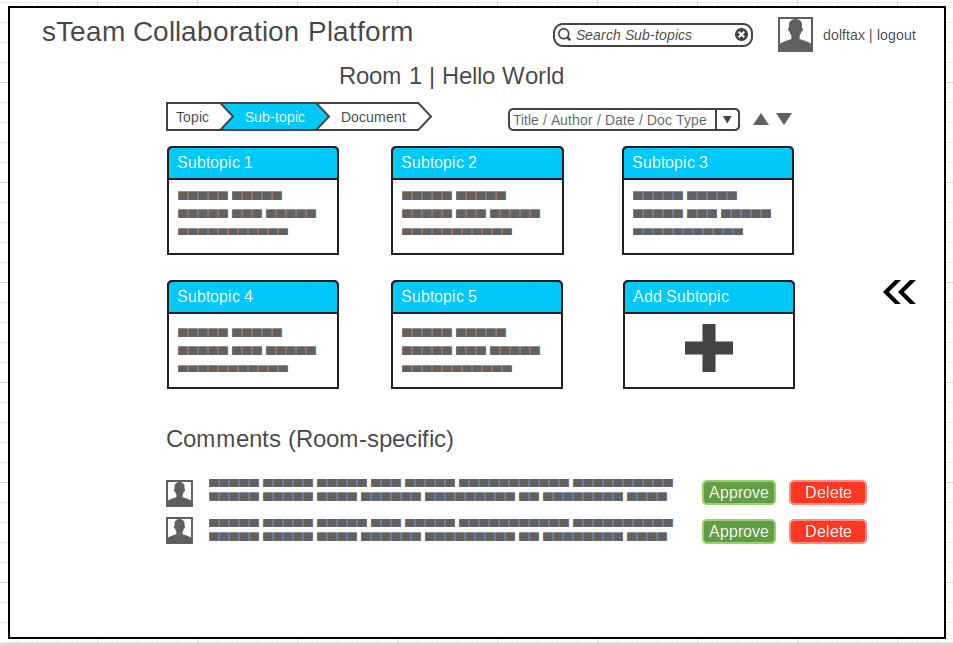 sTeam Collaboration Platform
Search Sub-topics
dolftax | logout
Room 1 | Hello World
Topic
Sub-topic
Document
Title / Author / Date / Doc Type
Subtopic 1
Subtopic 2
Subtopic 3
Subtopic 4
Subtopic 5
Add Subtopic
Comments (Room-specific)
Approve
Delete
Approve
Delete